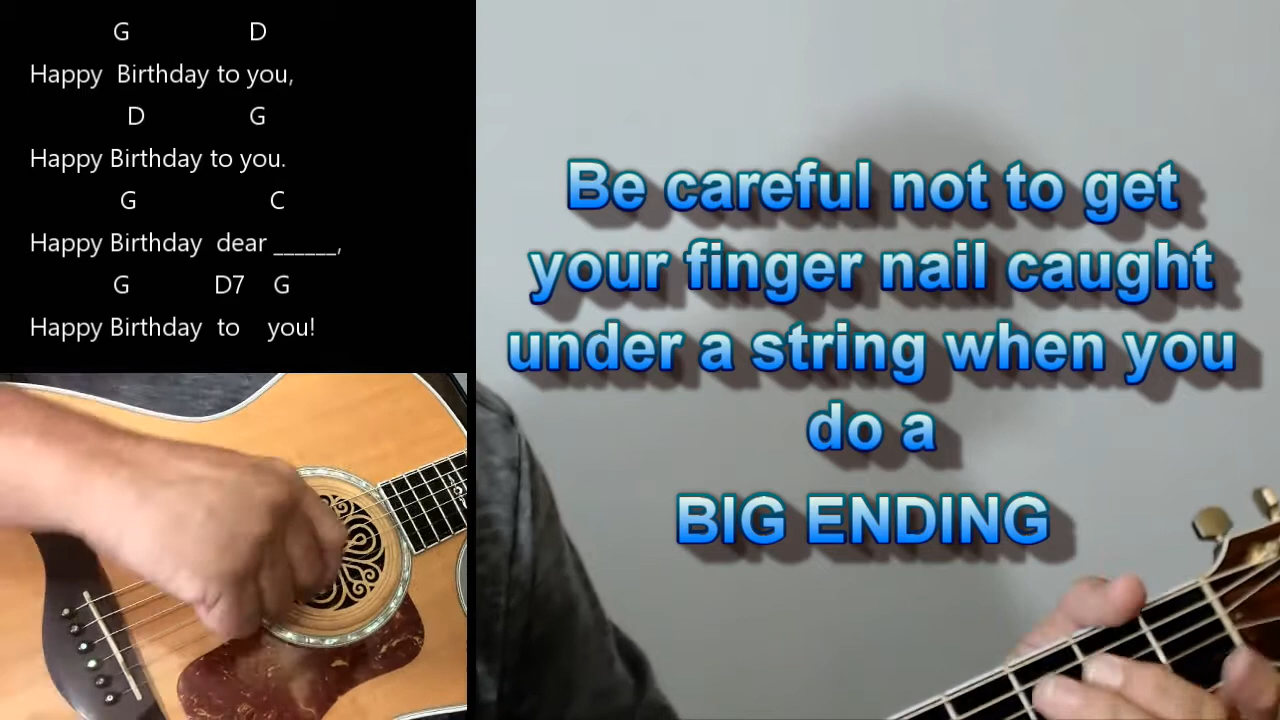 G D
Happy Birthday to you,
D G
Happy Birthday to you.
G C
Happy Birthday dear ______,
G D7 G
Happy Birthday to you!
Be careful not to get
your finger nail caught
under a string when you
do a
BIG ENDING